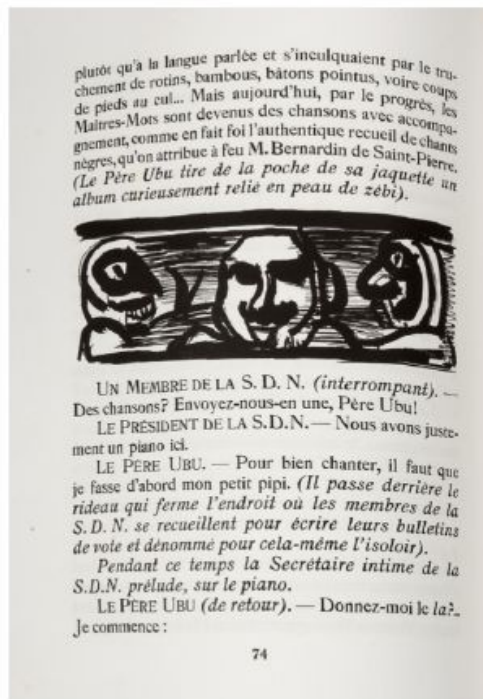 plutôt qu'à la langue parlée et s'inculquaient par le tru-
chement de rotins, bambous, bâtons pointus, voire coups
de pieds au cul... Mais aujourd'hui, par le progrès, les
Maîtres-Mots sont devenus des chansons avec accompa-
gnement, comme en fait foi l'authentique recueil de chants
nègres, qu'on attribue à feu M. Bernardin de Saint-Pierre.
(Le Père Ubu tire de la poche de sa jaquette un
album curieusement relié en peau de zébi).
UN MEMBRE DE LA S. D. N. (interrompant). —
Des chansons? Envoyez-nous-en une, Père Ubu!
LE PRÉSIDENT DE LA S.D.N. — Nous avons juste-
ment un piano ici.
LE PÈRE UBU. — Pour bien chanter, il faut que
je fasse d'abord mon petit pipi. (Il passe derrière le
rideau qui ferme l'endroit où les membres de la
S. D. N. se recueillent pour écrire leurs bulletins
de vote et dénommé pour cela-même l'isoloir).
Pendant ce temps la Secrétaire intime de la
S.D.N. prélude, sur le piano.
LE PÈRE UBU (de retour). — Donnez-moi le la?..
Je commence :
74